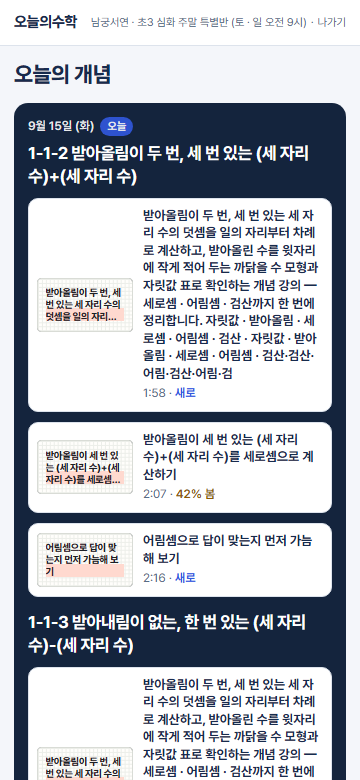 오늘의수학
남궁서연 · 초3 심화 주말 특별반 (토 · 일 오전 9시) · 나가기
오늘의 개념
9월 15일 (화) 오늘
1-1-2 받아올림이 두 번, 세 번 있는 (세 자리
수)+(세 자리 수)
받아올림이 두 번, 세
번 있는 세 자리 수의
덧셈을 일의 자리...
받아올림이 두 번, 세 번 있는 세 자
리 수의 덧셈을 일의 자리부터 차례
로 계산하고, 받아올린 수를 윗자리
에 작게 적어 두는 까닭을 수 모형과
자릿값 표로 확인하는 개념 강의 —
세로셈 · 어림셈 · 검산까지 한 번에
정리합니다. 자릿값 · 받아올림 · 세
로셈 · 어림셈 · 검산 · 자릿값 · 받아
올림 · 세로셈 · 어림셈 · 검산·검산·
어림·검산·어림·검
1:58 · 새로
받아올림이 세 번 있
는 (세 자리 수)+(세
자리 수)를 세로셈...
받아올림이 세 번 있는 (세 자리
수)+(세 자리 수)를 세로셈으로 계
산하기
2:07 · 42% 봄
어림셈으로 답이 맞
는지 먼저 가늠해 보
기
어림셈으로 답이 맞는지 먼저 가늠
해 보기
2:16 · 새로
1-1-3 받아내림이 없는, 한 번 있는 (세 자리
수)-(세 자리 수)
받아올림이 두 번, 세
번 있는 세 자리 수의
받아올림이 두 번, 세 번 있는 세 자
리 수의 덧셈을 일의 자리부터 차례
로 계산하고, 받아올린 수를 윗자리
에 작게 적어 두는 까닭을 수 모형과
자릿값 표로 확인하는 개념 강의 —
세로셈 · 어림셈 · 검산까지 한 번에